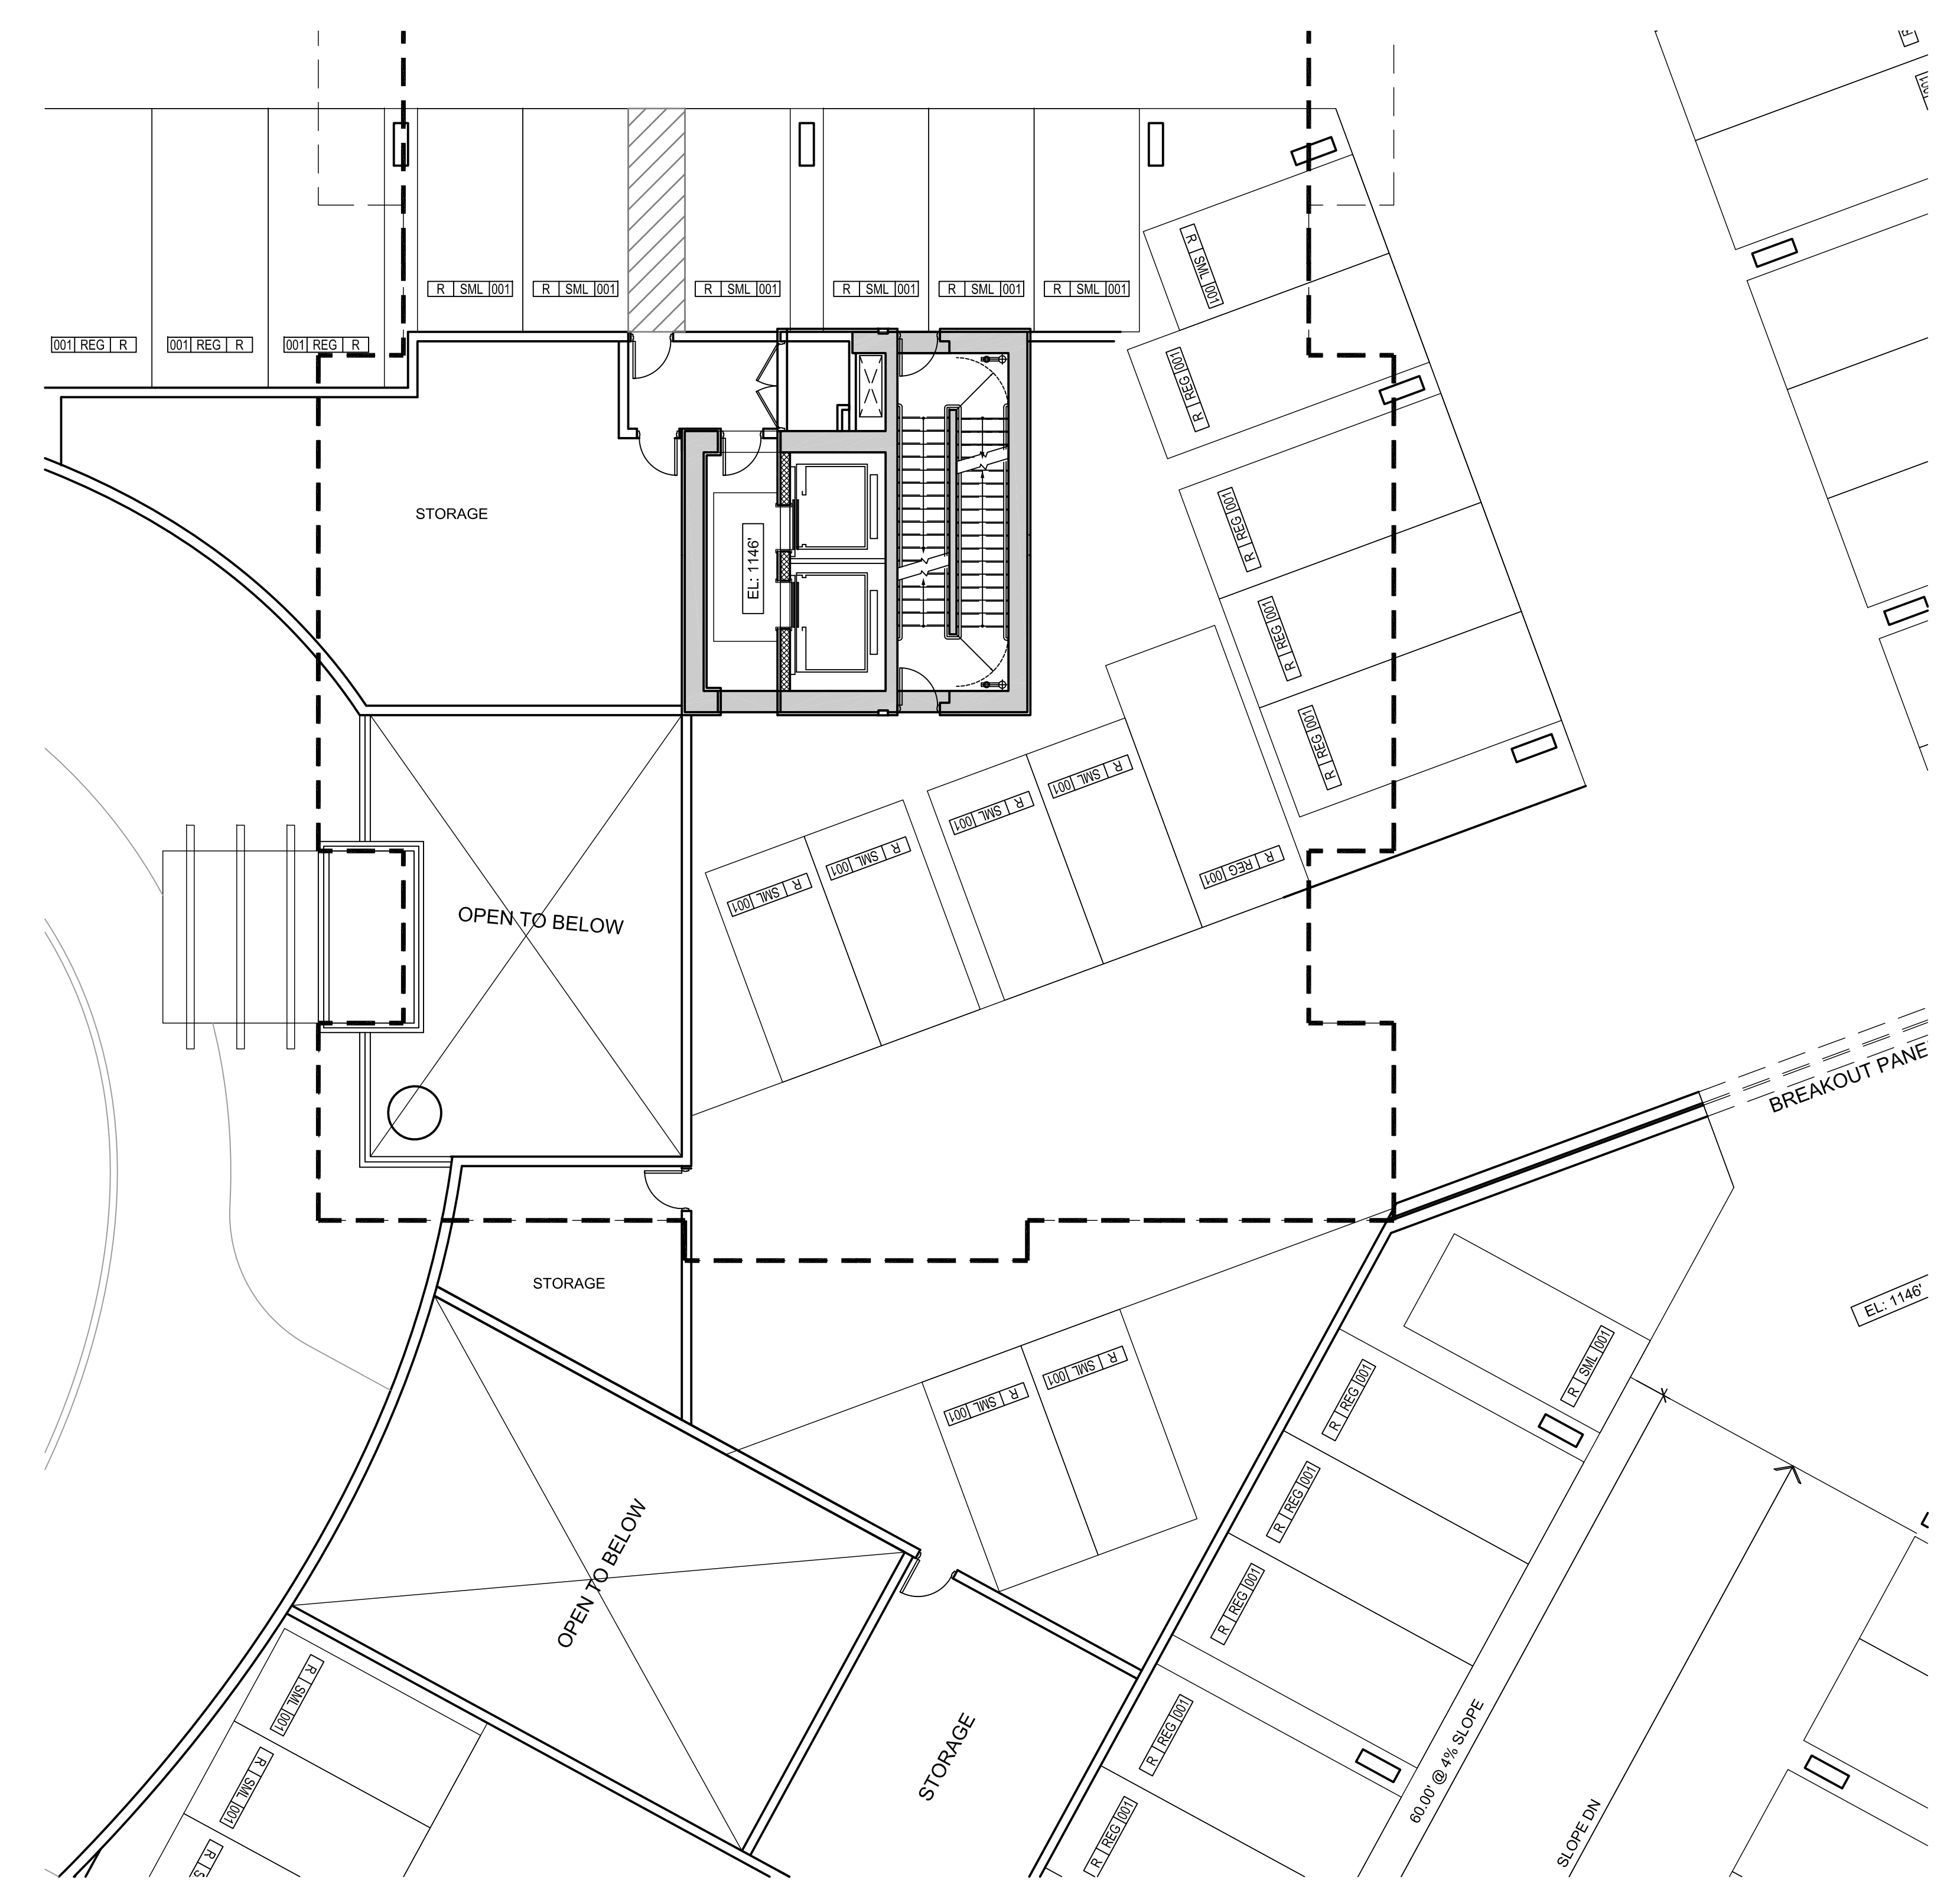 R SML 001
R SML 001
R SML 001
R SML 001
R SML 001
R SML 001
001 REG R
001 REG R
001 REG R
R SML 001
R REG 001
R REG 001
R REG 001
R REG 001
STORAGE
EL: 1146'
001 SML R
001 SML R
001 SML R
001 SML R
001 REG R
OPEN TO BELOW
BREAKOUT PANE
STORAGE
EL: 1146'
001 SML R
001 SML R
R SML 001
R REG 001
R REG 001
R REG 001
R REG 001
R REG 001
OPEN TO BELOW
STORAGE
R SML 001
R SML 001
R S
60.00' @ 4% SLOPE
SLOPE DN